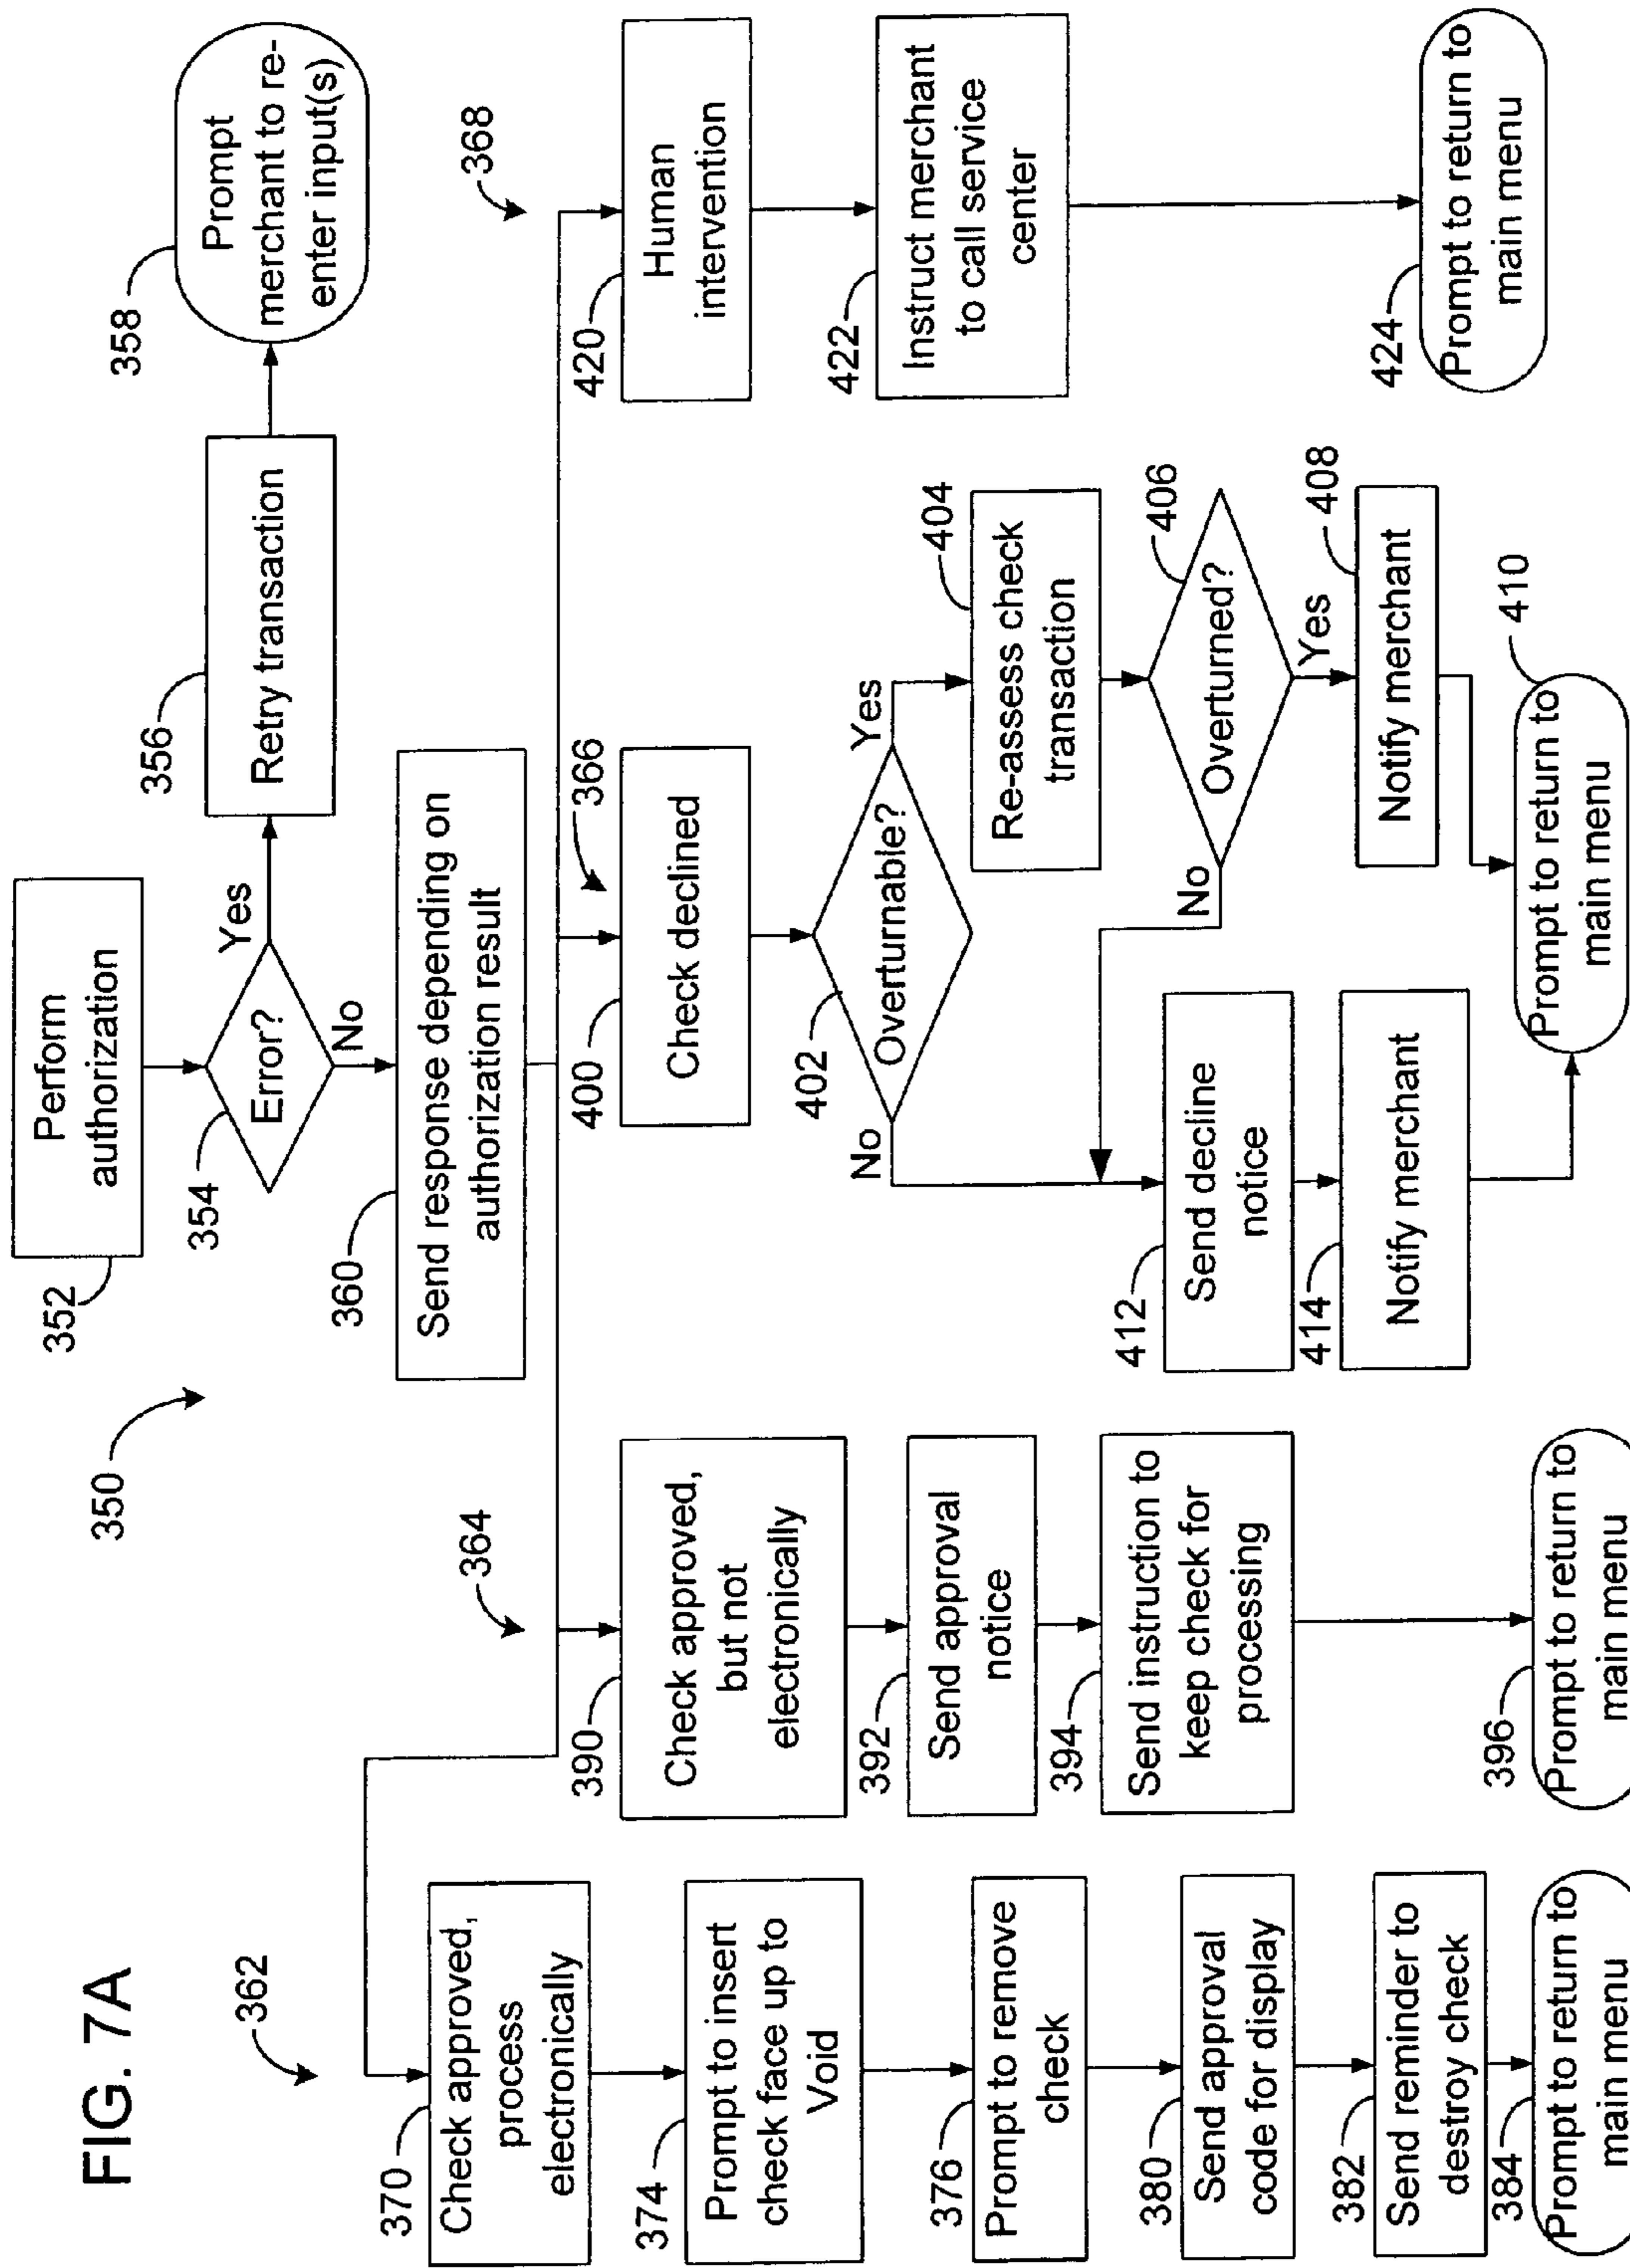 FIG. 7A
350
352
Perform
authorization
354
Error?
Yes
No
356
Retry transaction
358
Prompt
merchant to re-
enter input(s)
360
Send response depending on
authorization result
362
370
Check approved,
process
electronically
374
Prompt to insert
check face up to
Void
376
Prompt to remove
check
380
Send approval
code for display
382
Send reminder to
destroy check
384
Prompt to return to
main menu
364
390
Check approved,
but not
electronically
392
Send approval
notice
394
Send instruction to
keep check for
processing
396
Prompt to return to
main menu
366
400
Check declined
402
Overturnable?
No
Yes
404
Re-assess check
transaction
406
Overturned?
No
Yes
408
Notify merchant
410
Prompt to return to
main menu
412
Send decline
notice
414
Notify merchant
368
420
Human
intervention
422
Instruct merchant
to call service
center
424
Prompt to return to
main menu